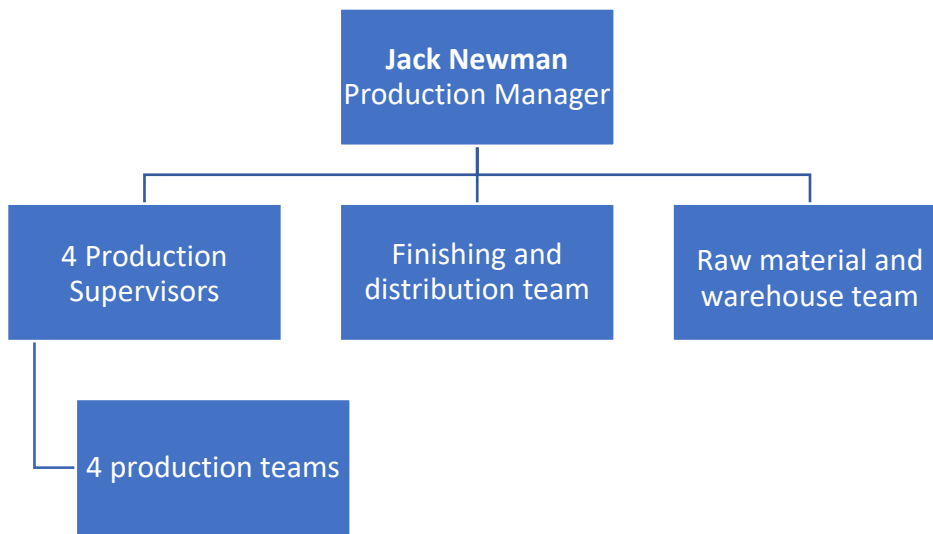 Jack Newman
Production Manager
4 Production
Supervisors
Finishing and
distribution team
Raw material and
warehouse team
4 production teams